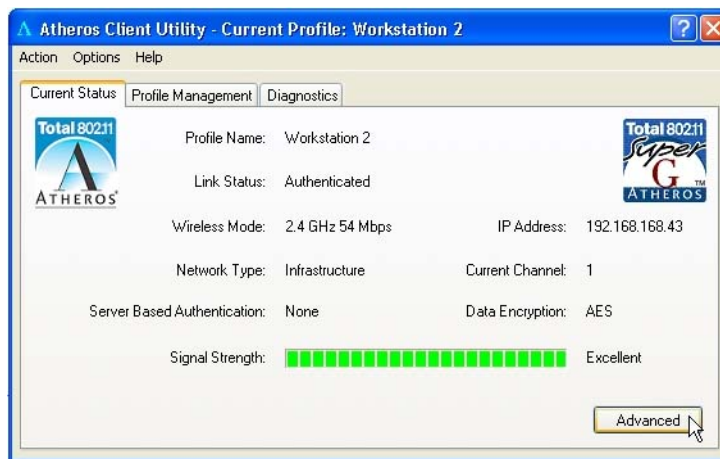 Atheros Client Utility - Current Profile: Workstation 2
Action Options Help
Current Status Profile Management Diagnostics
Total 802.11
ATHEROS
Total 802.11
Super
G™
ATHEROS
Profile Name: Workstation 2
Link Status: Authenticated
Wireless Mode: 2.4 GHz 54 Mbps IP Address: 192.168.168.43
Network Type: Infrastructure Current Channel: 1
Server Based Authentication: None Data Encryption: AES
Signal Strength: Excellent
Advanced